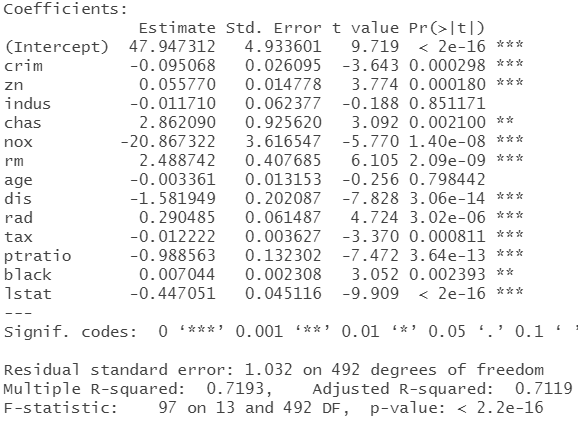 Coefficients:
              Estimate Std. Error t value Pr(>|t|)
(Intercept)  47.947312   4.933601   9.719  < 2e-16 ***
crim         -0.095068   0.026095  -3.643 0.000298 ***
zn            0.055770   0.014778   3.774 0.000180 ***
indus        -0.011710   0.062377  -0.188 0.851171
chas          2.862090   0.925620   3.092 0.002100 **
nox         -20.867322   3.616547  -5.770 1.40e-08 ***
rm            2.488742   0.407685   6.105 2.09e-09 ***
age          -0.003361   0.013153  -0.256 0.798442
dis          -1.581949   0.202087  -7.828 3.06e-14 ***
rad           0.290485   0.061487   4.724 3.02e-06 ***
tax          -0.012222   0.003627  -3.370 0.000811 ***
ptratio      -0.988563   0.132302  -7.472 3.64e-13 ***
black         0.007044   0.002308   3.052 0.002393 **
lstat        -0.447051   0.045116  -9.909  < 2e-16 ***
---
Signif. codes:  0 ‘***’ 0.001 ‘**’ 0.01 ‘*’ 0.05 ‘.’ 0.1 ‘ ’
Residual standard error: 1.032 on 492 degrees of freedom
Multiple R-squared:  0.7193,	Adjusted R-squared:  0.7119
F-statistic:    97 on 13 and 492 DF,  p-value: < 2.2e-16